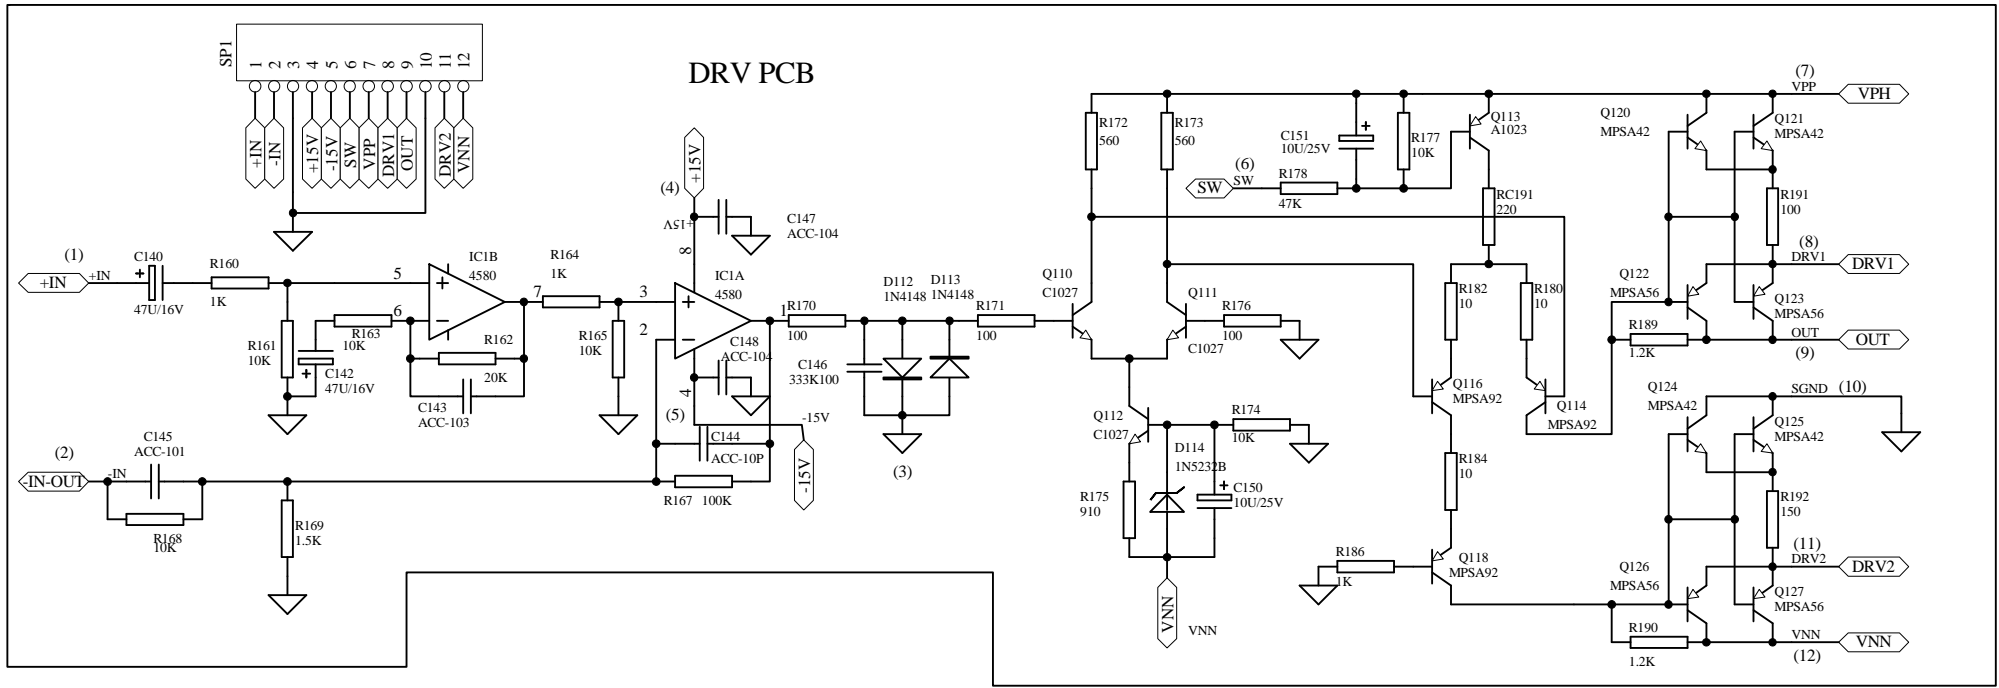 DRV PCB
SP1
1 2 3 4 5 6 7 8 9 10 11 12
+IN
-IN
+15V
-15V
SW
VPP
DRV1
OUT
DRV2
VNN
(1)
+IN
+IN
C140
47U/16V
R160
1K
R161
10K
C142
47U/16V
R163
10K
5
6
7
IC1B
4580
R162
20K
C143
ACC-103
R164
1K
R165
10K
(4)
+15V
+15V
8
C147
ACC-104
3
2
1
IC1A
4580
C148
ACC-104
4
(5)
-15V
-15V
C144
ACC-10P
R167 100K
(2)
-IN-OUT
-IN
C145
ACC-101
R168
10K
R169
1.5K
R170
100
C146
333K100
D112
1N4148
D113
1N4148
(3)
R171
100
R172
560
R173
560
Q110
C1027
Q111
C1027
R176
100
Q112
C1027
R174
10K
D114
1N5232B
C150
10U/25V
R175
910
VNN
VNN
(6)
SW
SW
R178
47K
C151
10U/25V
R177
10K
Q113
A1023
RC191
220
R182
10
R180
10
Q116
MPSA92
Q114
MPSA92
R184
10
R186
1K
Q118
MPSA92
Q120
MPSA42
Q121
MPSA42
(7)
VPP
VPH
R191
100
(8)
DRV1
DRV1
Q122
MPSA56
Q123
MPSA56
R189
1.2K
OUT
OUT
(9)
Q124
MPSA42
SGND (10)
Q125
MPSA42
R192
150
(11)
DRV2
DRV2
Q126
MPSA56
Q127
MPSA56
R190
1.2K
VNN
VNN
(12)